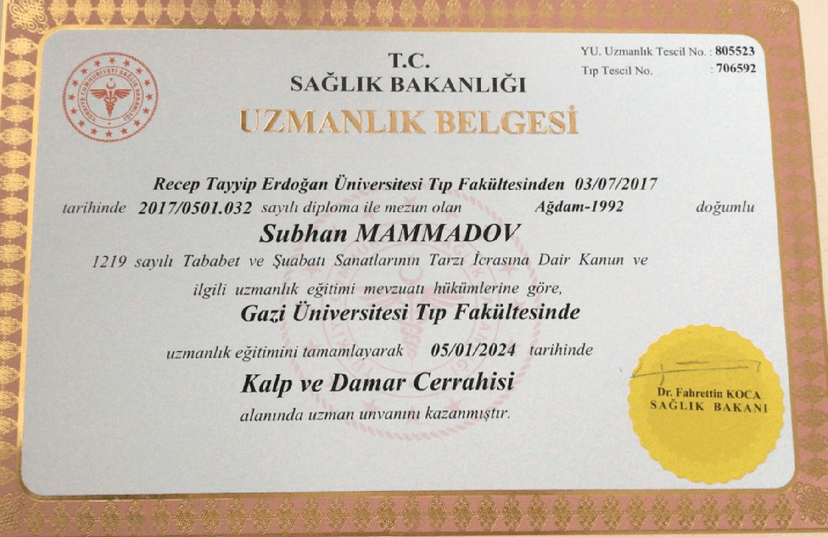 YU. Uzmanlık Tescil No. : 805523
Tıp Tescil No. : 706592
T.C.
SAĞLIK BAKANLIĞI
UZMANLIK BELGESİ
Recep Tayyip Erdoğan Üniversitesi Tıp Fakültesinden 03/07/2017
tarihinde 2017/0501.032 sayılı diploma ile mezun olan Ağdam-1992 doğumlu
Subhan MAMMADOV
1219 sayılı Tababet ve Şuabatı Sanatlarının Tarzı İcrasına Dair Kanun ve
ilgili uzmanlık eğitimi mevzuatı hükümlerine göre,
Gazi Üniversitesi Tıp Fakültesinde
uzmanlık eğitimini tamamlayarak 05/01/2024 tarihinde
Kalp ve Damar Cerrahisi
alanında uzman unvanını kazanmıştır.
Dr. Fahrettin KOCA
SAĞLIK BAKANI